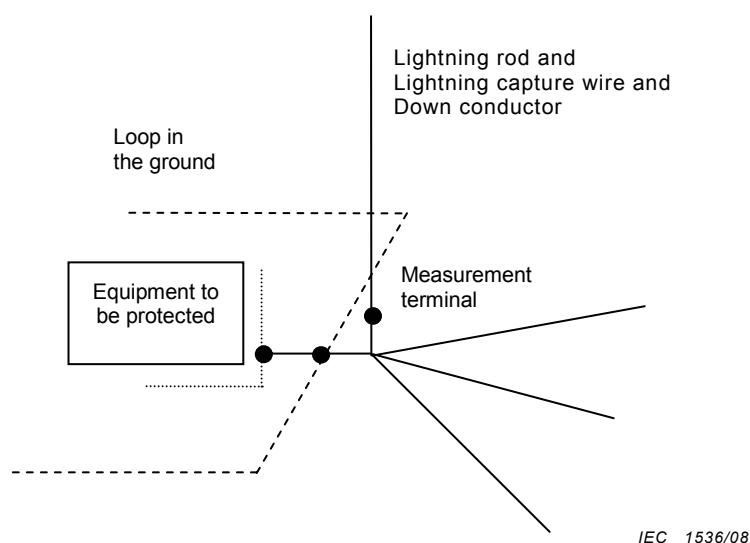 Lightning rod and
Lightning capture wire and
Down conductor
Loop in
the ground
Equipment to
be protected
Measurement
terminal
IEC 1536/08